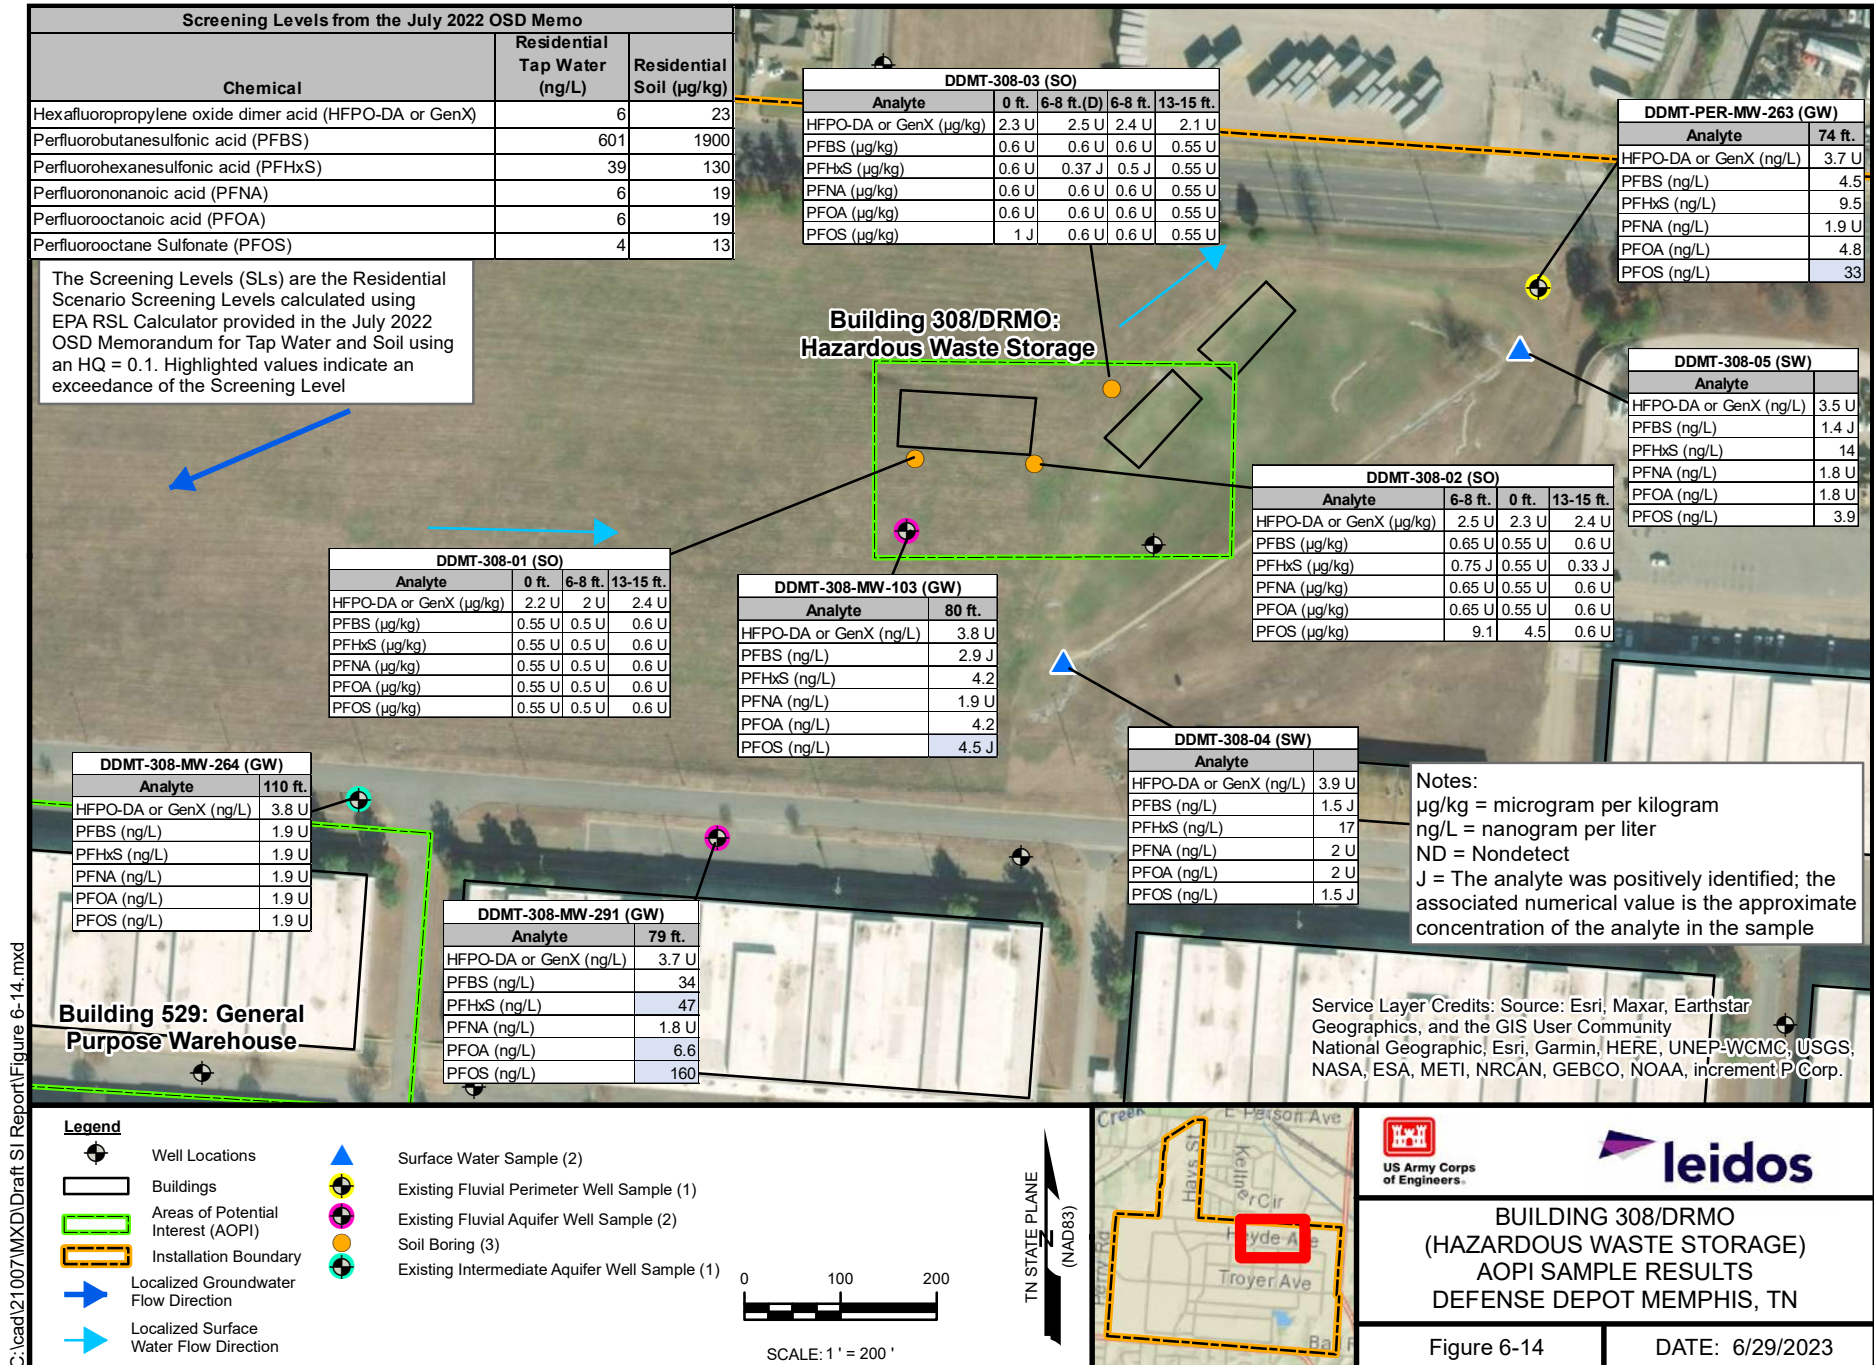 Screening Levels from the July 2022 OSD Memo
Chemical Residential Tap Water (ng/L) Residential Soil (µg/kg)
Hexafluoropropylene oxide dimer acid (HFPO-DA or GenX) 6 23
Perfluorobutanesulfonic acid (PFBS) 601 1900
Perfluorohexanesulfonic acid (PFHxS) 39 130
Perfluorononanoic acid (PFNA) 6 19
Perfluorooctanoic acid (PFOA) 6 19
Perfluorooctane Sulfonate (PFOS) 4 13
The Screening Levels (SLs) are the Residential
Scenario Screening Levels calculated using
EPA RSL Calculator provided in the July 2022
OSD Memorandum for Tap Water and Soil using
an HQ = 0.1. Highlighted values indicate an
exceedance of the Screening Level
DDMT-308-03 (SO)
Analyte 0 ft. 6-8 ft.(D) 6-8 ft. 13-15 ft.
HFPO-DA or GenX (µg/kg) 2.3 U 2.5 U 2.4 U 2.1 U
PFBS (µg/kg) 0.6 U 0.6 U 0.6 U 0.55 U
PFHxS (µg/kg) 0.6 U 0.37 J 0.5 J 0.55 U
PFNA (µg/kg) 0.6 U 0.6 U 0.6 U 0.55 U
PFOA (µg/kg) 0.6 U 0.6 U 0.6 U 0.55 U
PFOS (µg/kg) 1 J 0.6 U 0.6 U 0.55 U
DDMT-PER-MW-263 (GW)
Analyte 74 ft.
HFPO-DA or GenX (ng/L) 3.7 U
PFBS (ng/L) 4.5
PFHxS (ng/L) 9.5
PFNA (ng/L) 1.9 U
PFOA (ng/L) 4.8
PFOS (ng/L) 33
Building 308/DRMO:
Hazardous Waste Storage
DDMT-308-05 (SW)
Analyte
HFPO-DA or GenX (ng/L) 3.5 U
PFBS (ng/L) 1.4 J
PFHxS (ng/L) 14
PFNA (ng/L) 1.8 U
PFOA (ng/L) 1.8 U
PFOS (ng/L) 3.9
DDMT-308-02 (SO)
Analyte 6-8 ft. 0 ft. 13-15 ft.
HFPO-DA or GenX (µg/kg) 2.5 U 2.3 U 2.4 U
PFBS (µg/kg) 0.65 U 0.55 U 0.6 U
PFHxS (µg/kg) 0.75 J 0.55 U 0.33 J
PFNA (µg/kg) 0.65 U 0.55 U 0.6 U
PFOA (µg/kg) 0.65 U 0.55 U 0.6 U
PFOS (µg/kg) 9.1 4.5 0.6 U
DDMT-308-01 (SO)
Analyte 0 ft. 6-8 ft. 13-15 ft.
HFPO-DA or GenX (µg/kg) 2.2 U 2 U 2.4 U
PFBS (µg/kg) 0.55 U 0.5 U 0.6 U
PFHxS (µg/kg) 0.55 U 0.5 U 0.6 U
PFNA (µg/kg) 0.55 U 0.5 U 0.6 U
PFOA (µg/kg) 0.55 U 0.5 U 0.6 U
PFOS (µg/kg) 0.55 U 0.5 U 0.6 U
DDMT-308-MW-103 (GW)
Analyte 80 ft.
HFPO-DA or GenX (ng/L) 3.8 U
PFBS (ng/L) 2.9 J
PFHxS (ng/L) 4.2
PFNA (ng/L) 1.9 U
PFOA (ng/L) 4.2
PFOS (ng/L) 4.5 J
DDMT-308-04 (SW)
Analyte
HFPO-DA or GenX (ng/L) 3.9 U
PFBS (ng/L) 1.5 J
PFHxS (ng/L) 17
PFNA (ng/L) 2 U
PFOA (ng/L) 2 U
PFOS (ng/L) 1.5 J
DDMT-308-MW-264 (GW)
Analyte 110 ft.
HFPO-DA or GenX (ng/L) 3.8 U
PFBS (ng/L) 1.9 U
PFHxS (ng/L) 1.9 U
PFNA (ng/L) 1.9 U
PFOA (ng/L) 1.9 U
PFOS (ng/L) 1.9 U
DDMT-308-MW-291 (GW)
Analyte 79 ft.
HFPO-DA or GenX (ng/L) 3.7 U
PFBS (ng/L) 34
PFHxS (ng/L) 47
PFNA (ng/L) 1.8 U
PFOA (ng/L) 6.6
PFOS (ng/L) 160
Notes:
µg/kg = microgram per kilogram
ng/L = nanogram per liter
ND = Nondetect
J = The analyte was positively identified; the
associated numerical value is the approximate
concentration of the analyte in the sample
Building 529: General
Purpose Warehouse
Service Layer Credits: Source: Esri, Maxar, Earthstar
Geographics, and the GIS User Community
National Geographic, Esri, Garmin, HERE, UNEP-WCMC, USGS,
NASA, ESA, METI, NRCAN, GEBCO, NOAA, increment P Corp.
C:\cad\21007\MXD\Draft SI Report\Figure 6-14.mxd
Legend
Well Locations
Buildings
Areas of Potential
Interest (AOPI)
Installation Boundary
Localized Groundwater
Flow Direction
Localized Surface
Water Flow Direction
Surface Water Sample (2)
Existing Fluvial Perimeter Well Sample (1)
Existing Fluvial Aquifer Well Sample (2)
Soil Boring (3)
Existing Intermediate Aquifer Well Sample (1)
0 100 200
SCALE: 1 ' = 200 '
TN STATE PLANE
N
(NAD83)
Creek
E Person Ave
Hays St
Kellne
r Cir
Heyde Ave
Troyer Ave
Perry Rd
Ba
US Army Corps
of Engineers®
leidos
BUILDING 308/DRMO
(HAZARDOUS WASTE STORAGE)
AOPI SAMPLE RESULTS
DEFENSE DEPOT MEMPHIS, TN
Figure 6-14
DATE: 6/29/2023